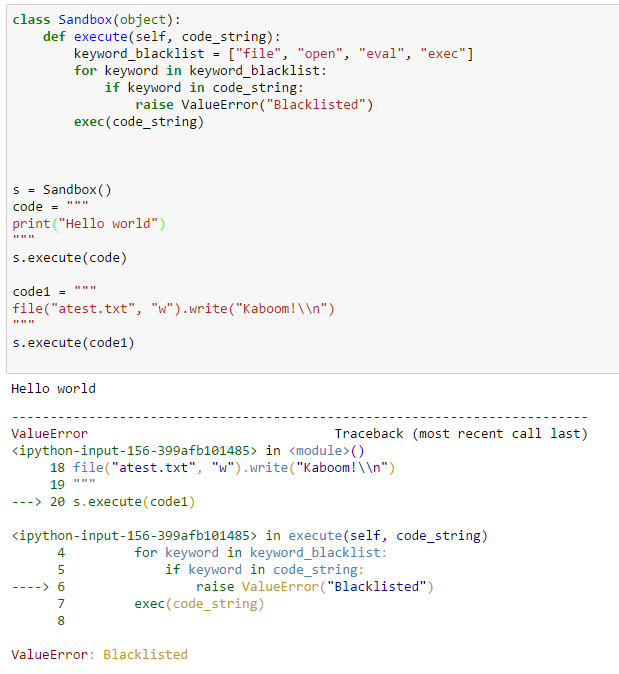 class Sandbox(object):
    def execute(self, code_string):
        keyword_blacklist = ["file", "open", "eval", "exec"]
        for keyword in keyword_blacklist:
            if keyword in code_string:
                raise ValueError("Blacklisted")
        exec(code_string)
s = Sandbox()
code = """
print("Hello world")
"""
s.execute(code)
code1 = """
file("atest.txt", "w").write("Kaboom!\\n")
"""
s.execute(code1)
Hello world
---------------------------------------------------------------------------
ValueError                                Traceback (most recent call last)
<ipython-input-156-399afb101485> in <module>()
     18 file("atest.txt", "w").write("Kaboom!\\n")
     19 """
---> 20 s.execute(code1)
<ipython-input-156-399afb101485> in execute(self, code_string)
      4         for keyword in keyword_blacklist:
      5             if keyword in code_string:
----> 6                 raise ValueError("Blacklisted")
      7         exec(code_string)
      8
ValueError: Blacklisted